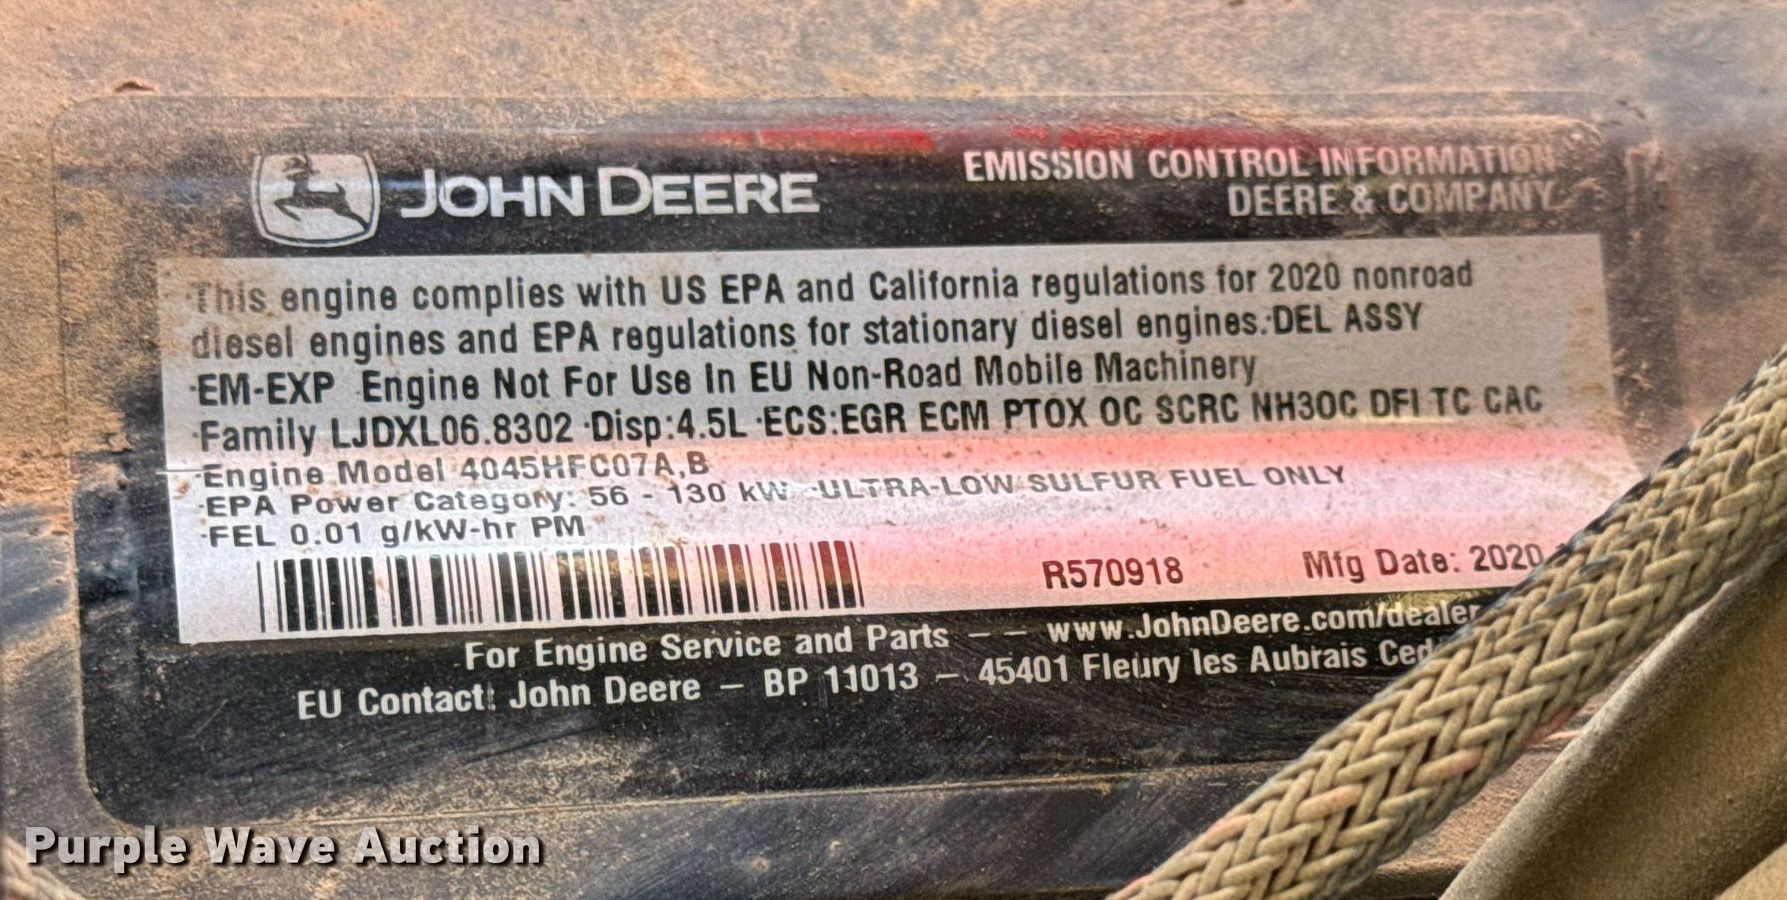 JOHN DEERE
EMISSION CONTROL INFORMATION
DEERE & COMPANY
This engine complies with US EPA and California regulations for 2020 nonroad
diesel engines and EPA regulations for stationary diesel engines.·DEL ASSY
·EM-EXP Engine Not For Use In EU Non-Road Mobile Machinery
·Family LJDXL06.8302 ·Disp:4.5L ·ECS:EGR ECM PTOX OC SCRC NH3OC DFI TC CAC
·Engine Model 4045HFC07A,B
·EPA Power Category: 56 - 130 kW ·ULTRA-LOW SULFUR FUEL ONLY
·FEL 0.01 g/kW-hr PM
R570918 Mfg Date: 2020
For Engine Service and Parts – – www.JohnDeere.com/dealer
EU Contact: John Deere – BP 11013 – 45401 Fleury les Aubrais
Purple Wave Auction